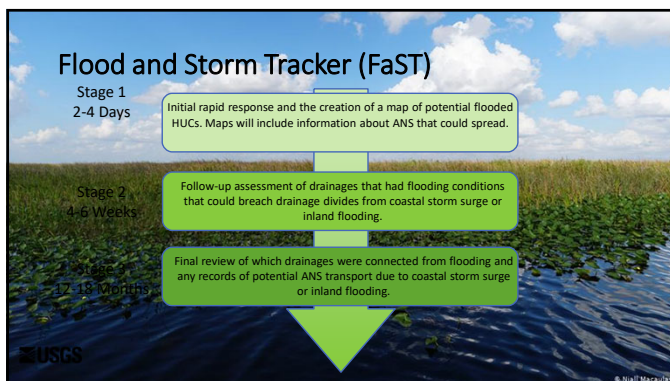 Flood and Storm Tracker (FaST)
Stage 1
2-4 Days
Initial rapid response and the creation of a map of potential flooded
HUCs. Maps will include information about ANS that could spread.
Stage 2
4-6 Weeks
Follow-up assessment of drainages that had flooding conditions
that could breach drainage divides from coastal storm surge or
inland flooding.
Stage 3
12-18 Months
Final review of which drainages were connected from flooding and
any records of potential ANS transport due to coastal storm surge
or inland flooding.
USGS
© Niall Macaulay